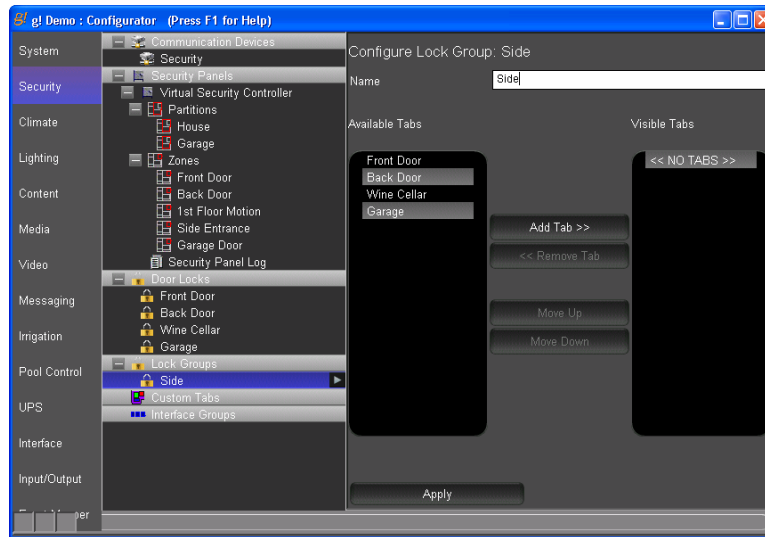 g! g! Demo : Configurator (Press F1 for Help)
System
Security
Climate
Lighting
Content
Media
Video
Messaging
Irrigation
Pool Control
UPS
Interface
Input/Output
Communication Devices
Security
Security Panels
Virtual Security Controller
Partitions
House
Garage
Zones
Front Door
Back Door
1st Floor Motion
Side Entrance
Garage Door
Security Panel Log
Door Locks
Front Door
Back Door
Wine Cellar
Garage
Lock Groups
Side
Custom Tabs
Interface Groups
Configure Lock Group: Side
Name Side
Available Tabs
Front Door
Back Door
Wine Cellar
Garage
Add Tab >>
<< Remove Tab
Move Up
Move Down
Visible Tabs
<< NO TABS >>
Apply